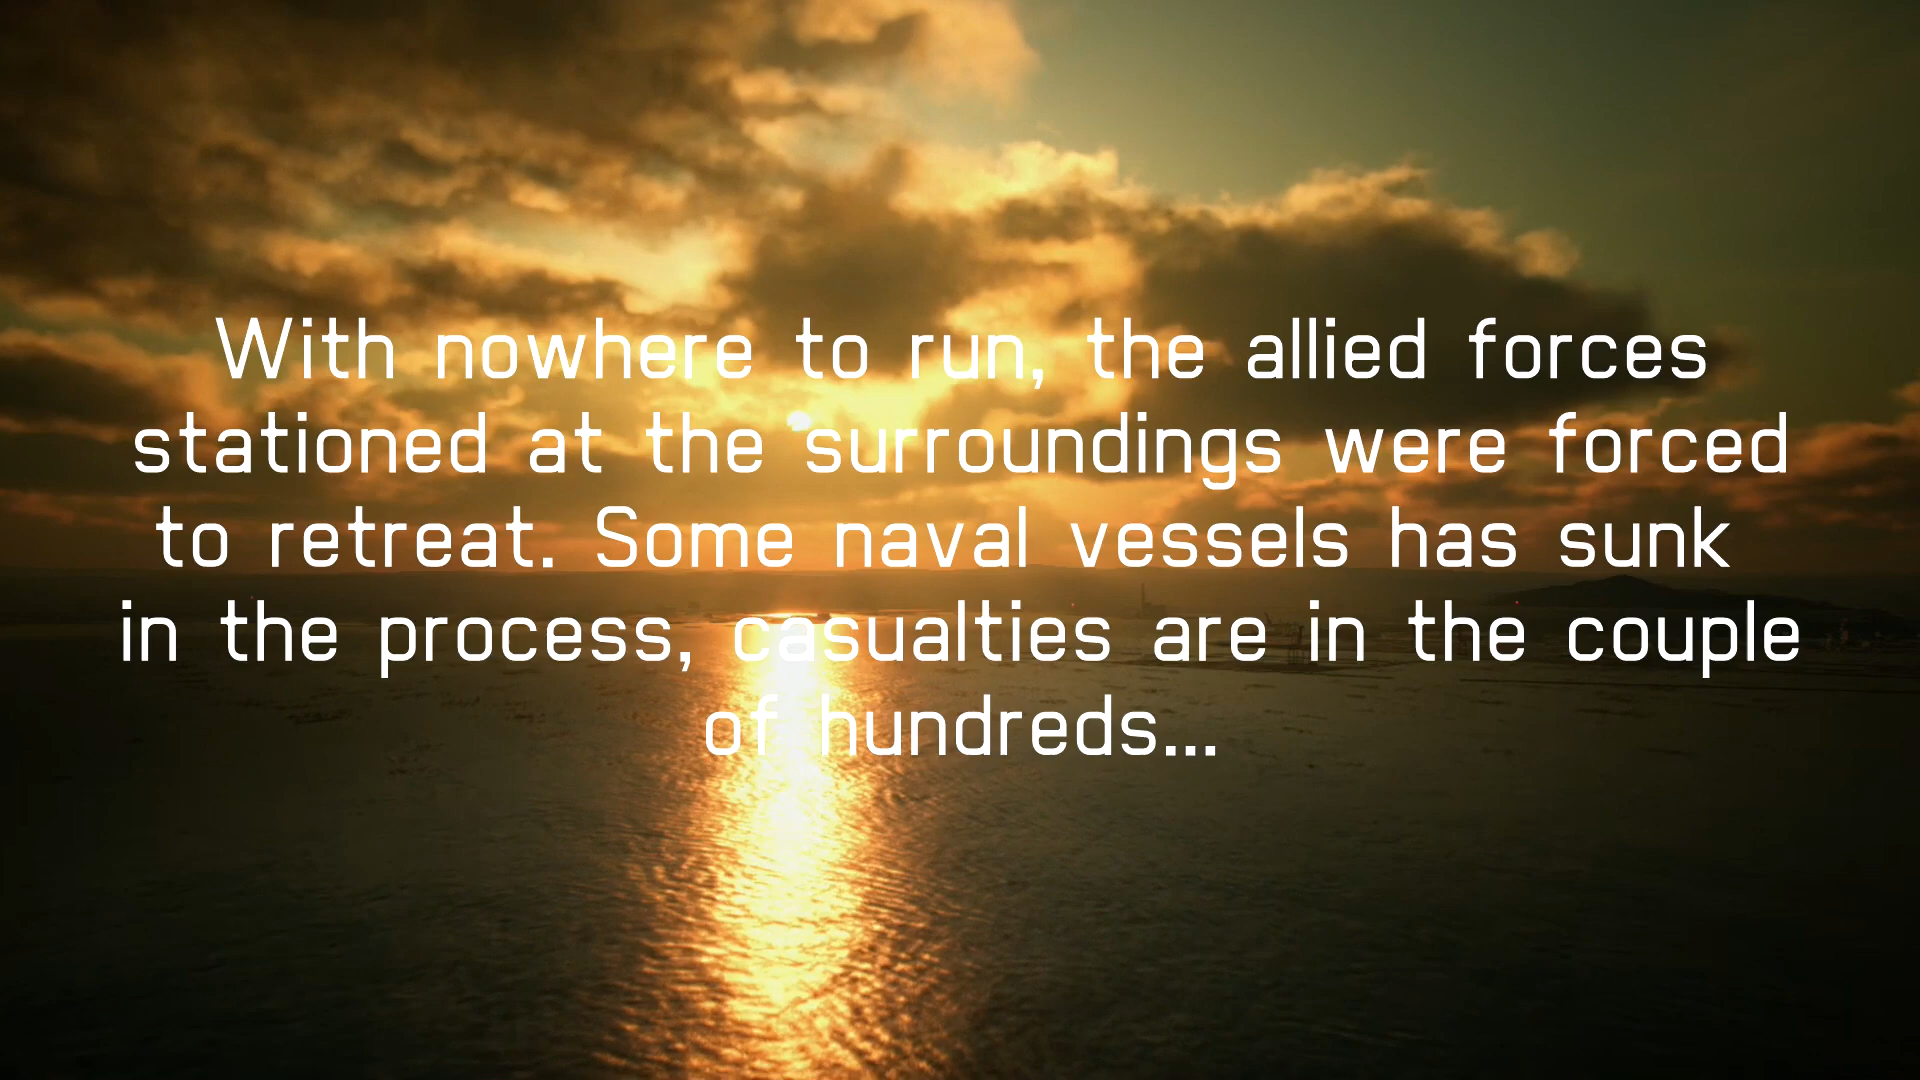 With nowhere to run, the allied forces
stationed at the surroundings were forced
to retreat. Some naval vessels has sunk
in the process, casualties are in the couple
of hundreds...